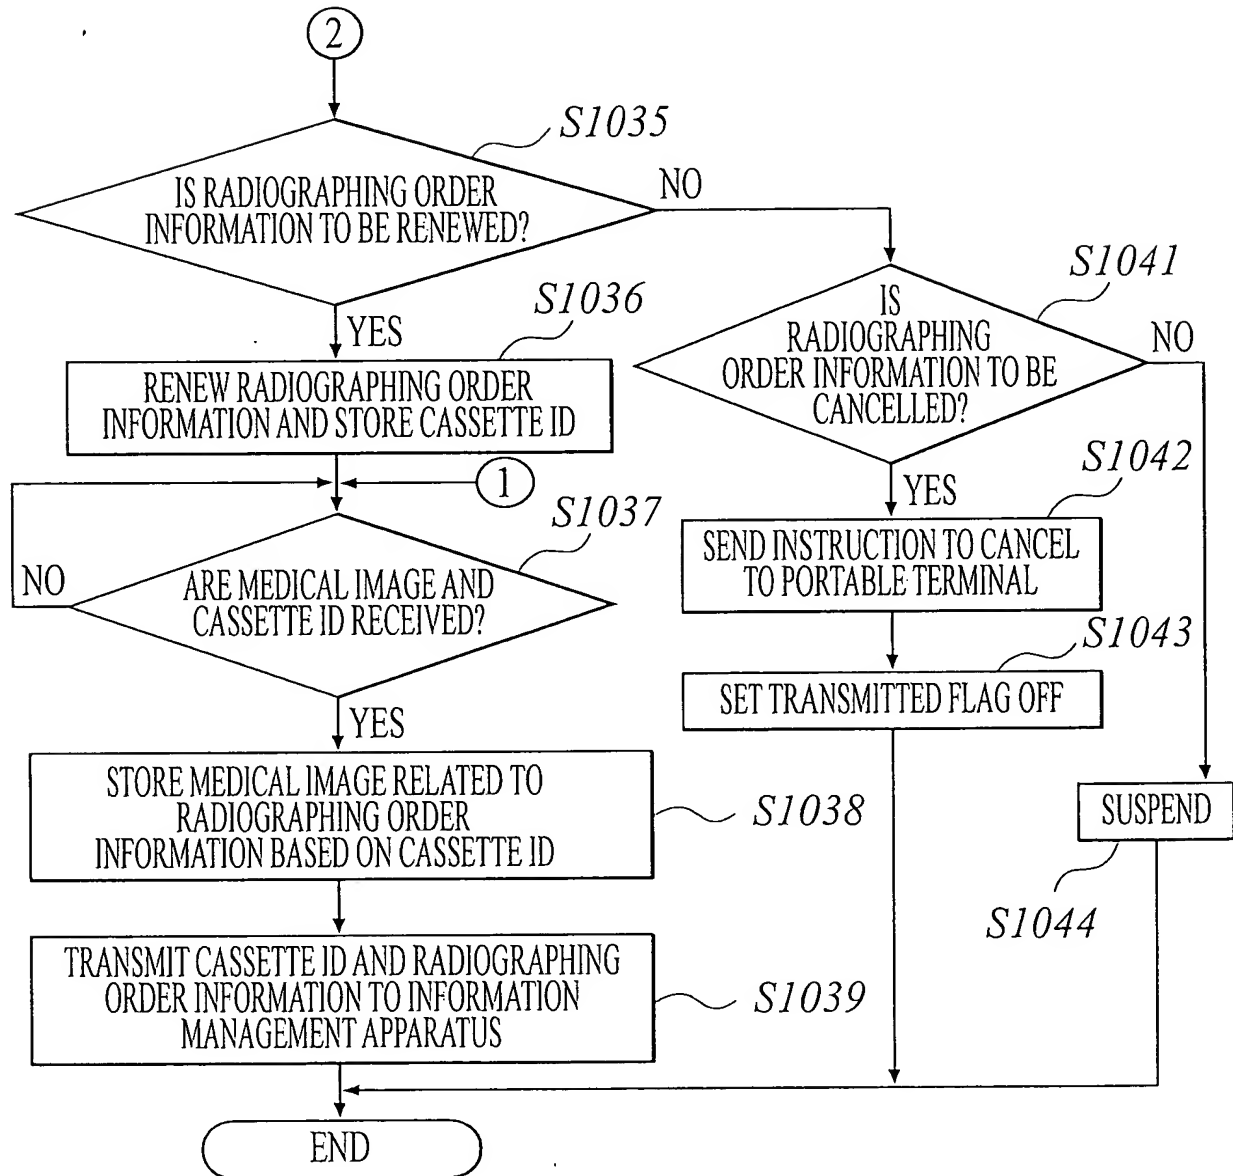 2
S1035
IS RADIOGRAPHING ORDER
INFORMATION TO BE RENEWED?
NO
YES
S1036
RENEW RADIOGRAPHING ORDER
INFORMATION AND STORE CASSETTE ID
1
S1037
ARE MEDICAL IMAGE AND
CASSETTE ID RECEIVED?
NO
YES
STORE MEDICAL IMAGE RELATED TO
RADIOGRAPHING ORDER
INFORMATION BASED ON CASSETTE ID
S1038
TRANSMIT CASSETTE ID AND RADIOGRAPHING
ORDER INFORMATION TO INFORMATION
MANAGEMENT APPARATUS
S1039
S1041
IS
RADIOGRAPHING
ORDER INFORMATION TO BE
CANCELLED?
NO
YES
S1042
SEND INSTRUCTION TO CANCEL
TO PORTABLE TERMINAL
S1043
SET TRANSMITTED FLAG OFF
SUSPEND
S1044
END